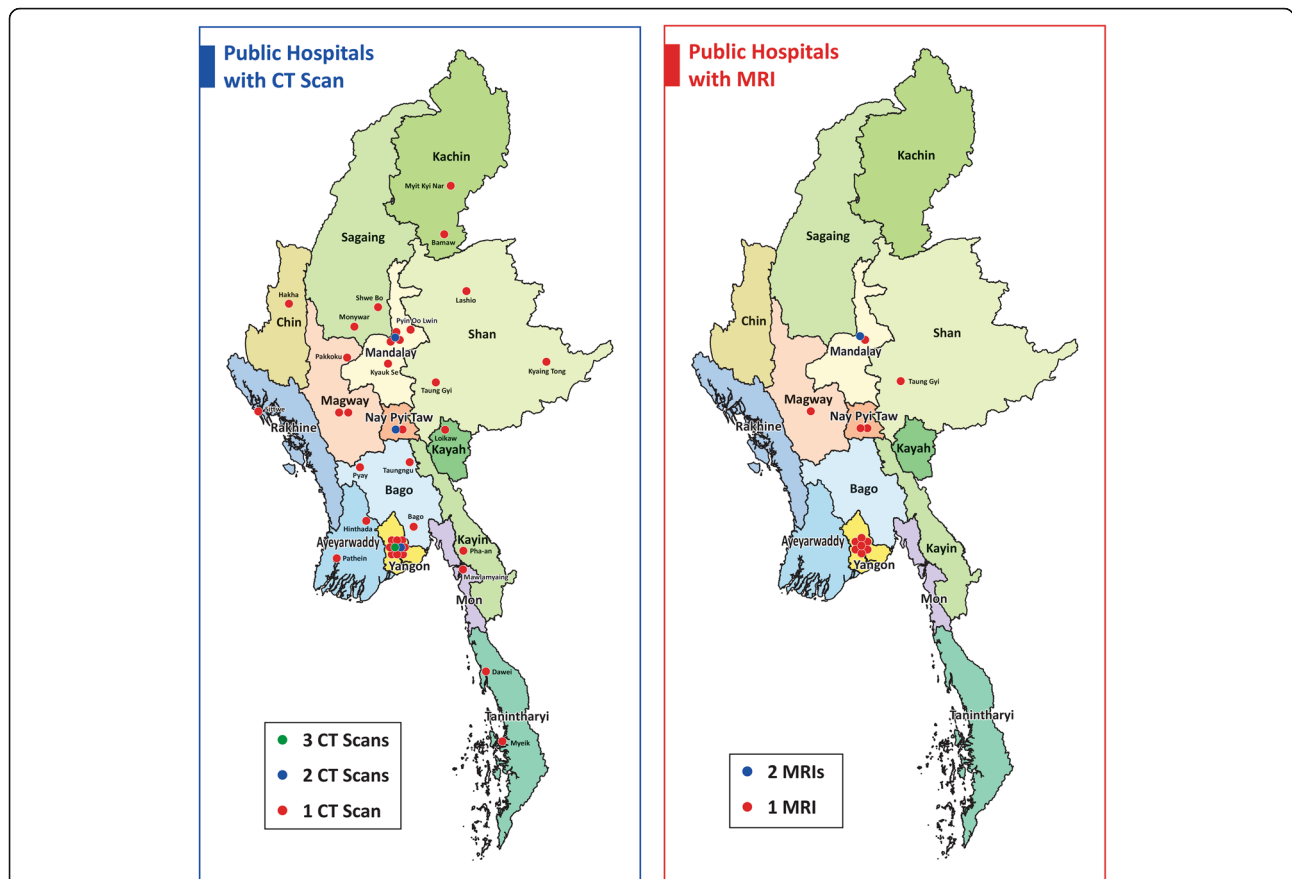 Public Hospitals
with CT Scan
Kachin
Myit Kyi Nar
Bamaw
Sagaing
Hakha
Chin
Shwe Bo
Monywar
Lashio
Pyin Oo Lwin
Shan
Mandalay
Pakkoku
Kyauk Se
Kyaing Tong
Taung Gyi
Magway
Sittwe
Rakhine
Nay Pyi Taw
Loikaw
Kayah
Pyay
Taungngu
Bago
Hinthada
Bago
Ayeyarwaddy
Kayin
Pha-an
Pathein
Yangon
Mawlamyaing
Mon
Dawei
Tanintharyi
Myeik
3 CT Scans
2 CT Scans
1 CT Scan
Public Hospitals
with MRI
Kachin
Sagaing
Chin
Shan
Mandalay
Taung Gyi
Magway
Nay Pyi Taw
Rakhine
Kayah
Bago
Ayeyarwaddy
Kayin
Yangon
Mon
Tanintharyi
2 MRIs
1 MRI